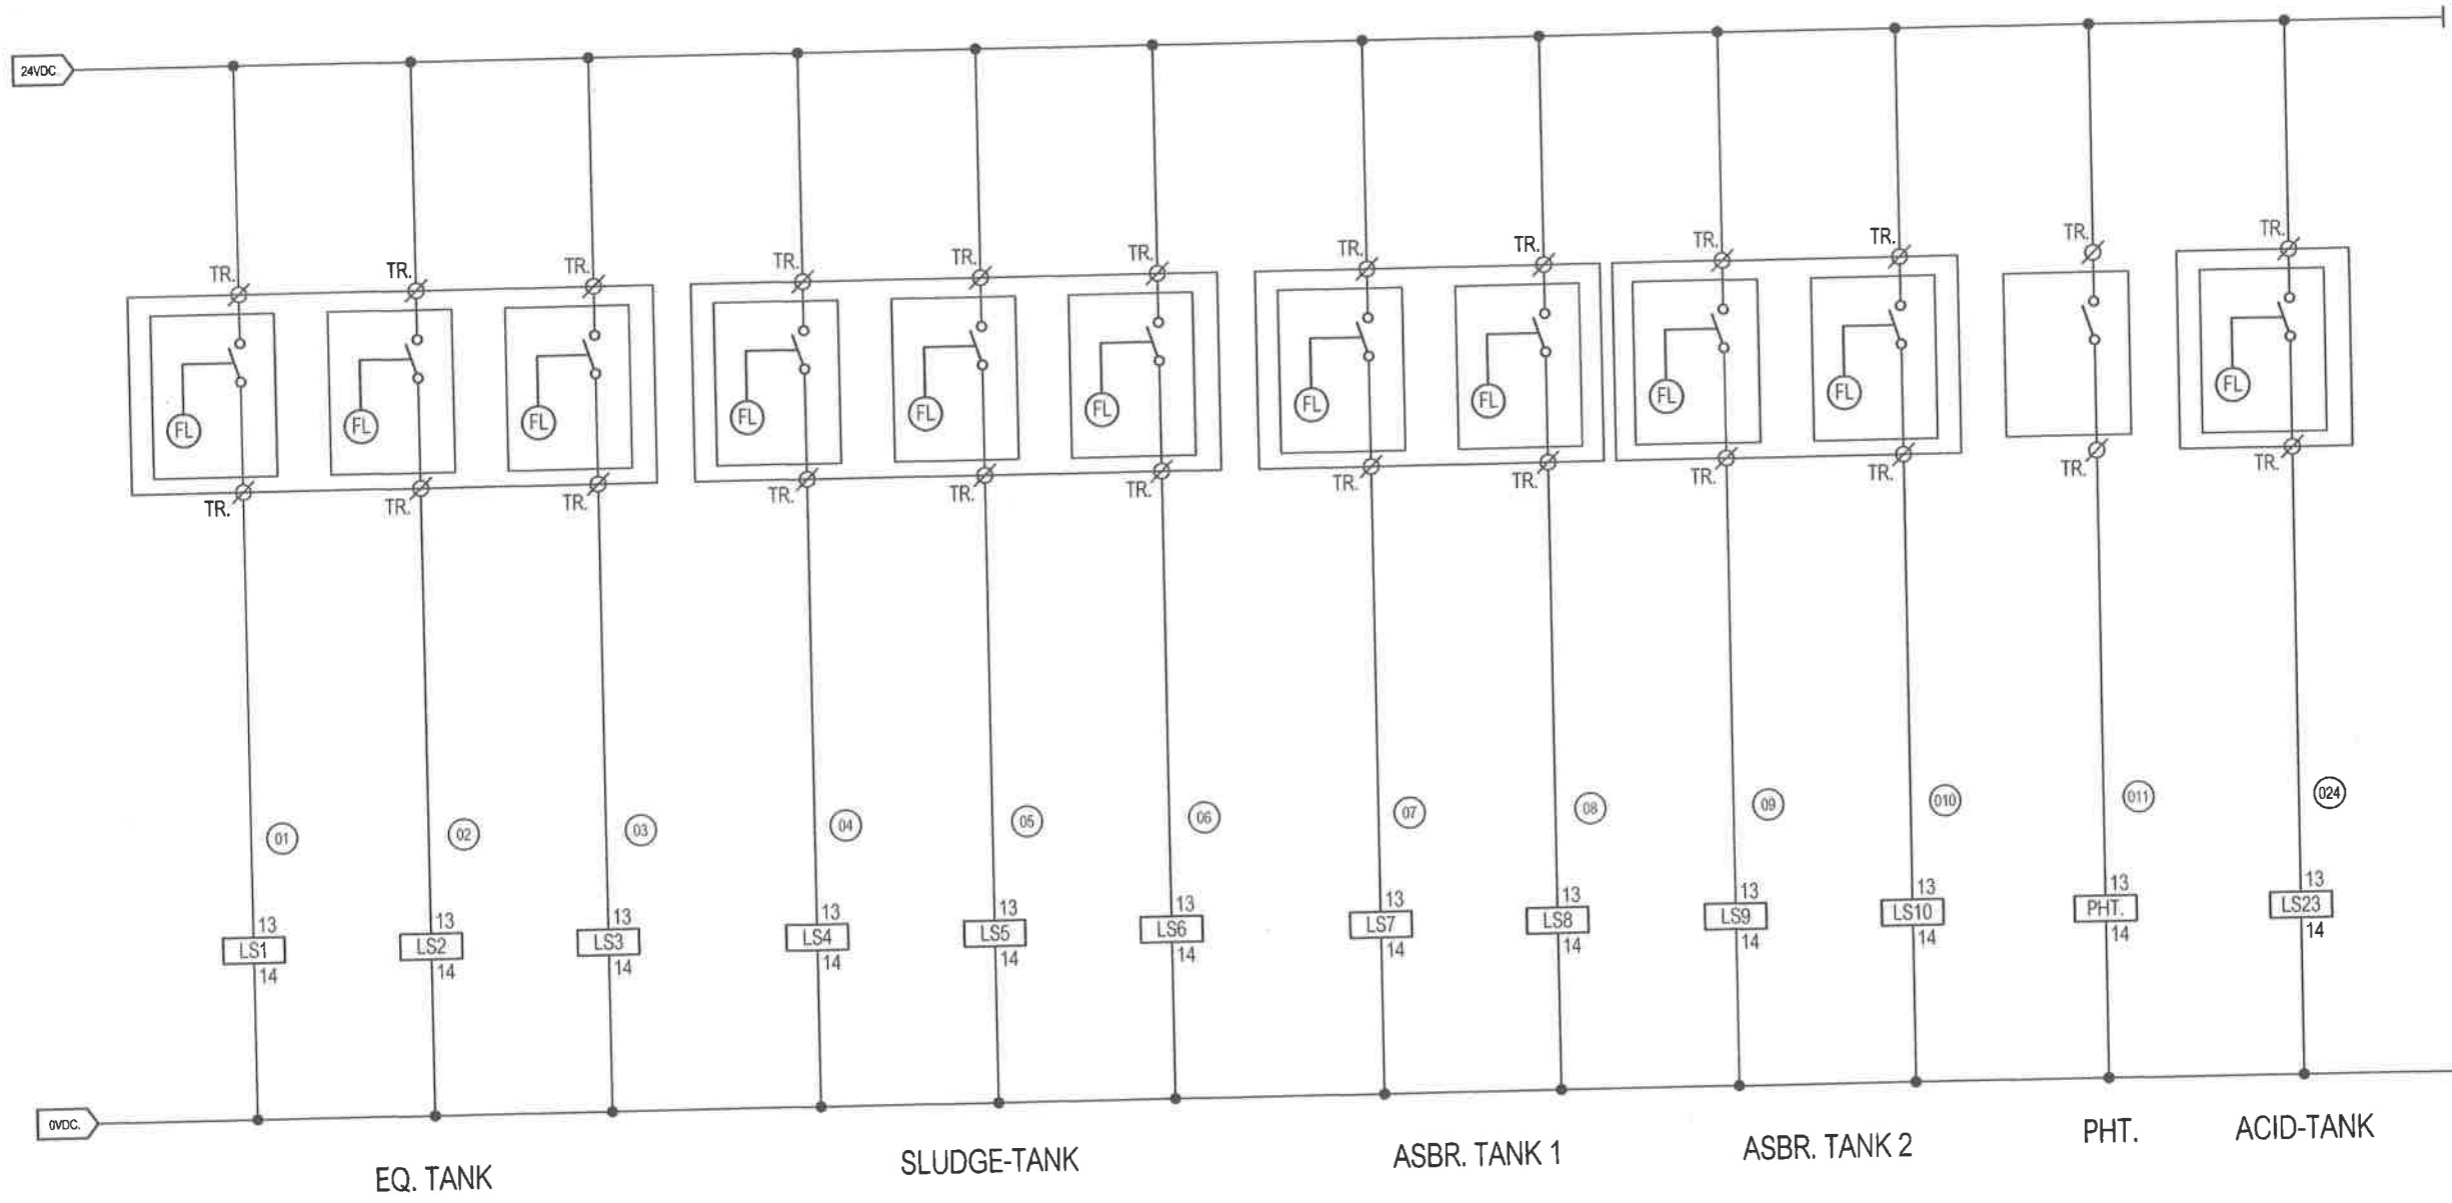 24VDC
TR. TR. TR. TR. TR. TR. TR. TR. TR. TR. TR. TR.
FL FL FL FL FL FL FL FL FL FL FL
TR. TR. TR. TR. TR. TR. TR. TR. TR. TR. TR. TR.
01 02 03 04 05 06 07 08 09 010 011 024
13 13 13 13 13 13 13 13 13 13 13 13
LS1 LS2 LS3 LS4 LS5 LS6 LS7 LS8 LS9 LS10 PHT. LS23
14 14 14 14 14 14 14 14 14 14 14 14
0VDC.
EQ. TANK SLUDGE-TANK ASBR. TANK 1 ASBR. TANK 2 PHT. ACID-TANK